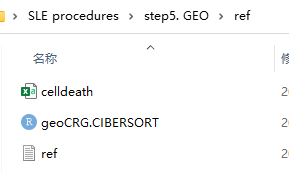 SLE procedures > step5. GEO > ref
名称
celldeath
geoCRG.CIBERSORT
ref